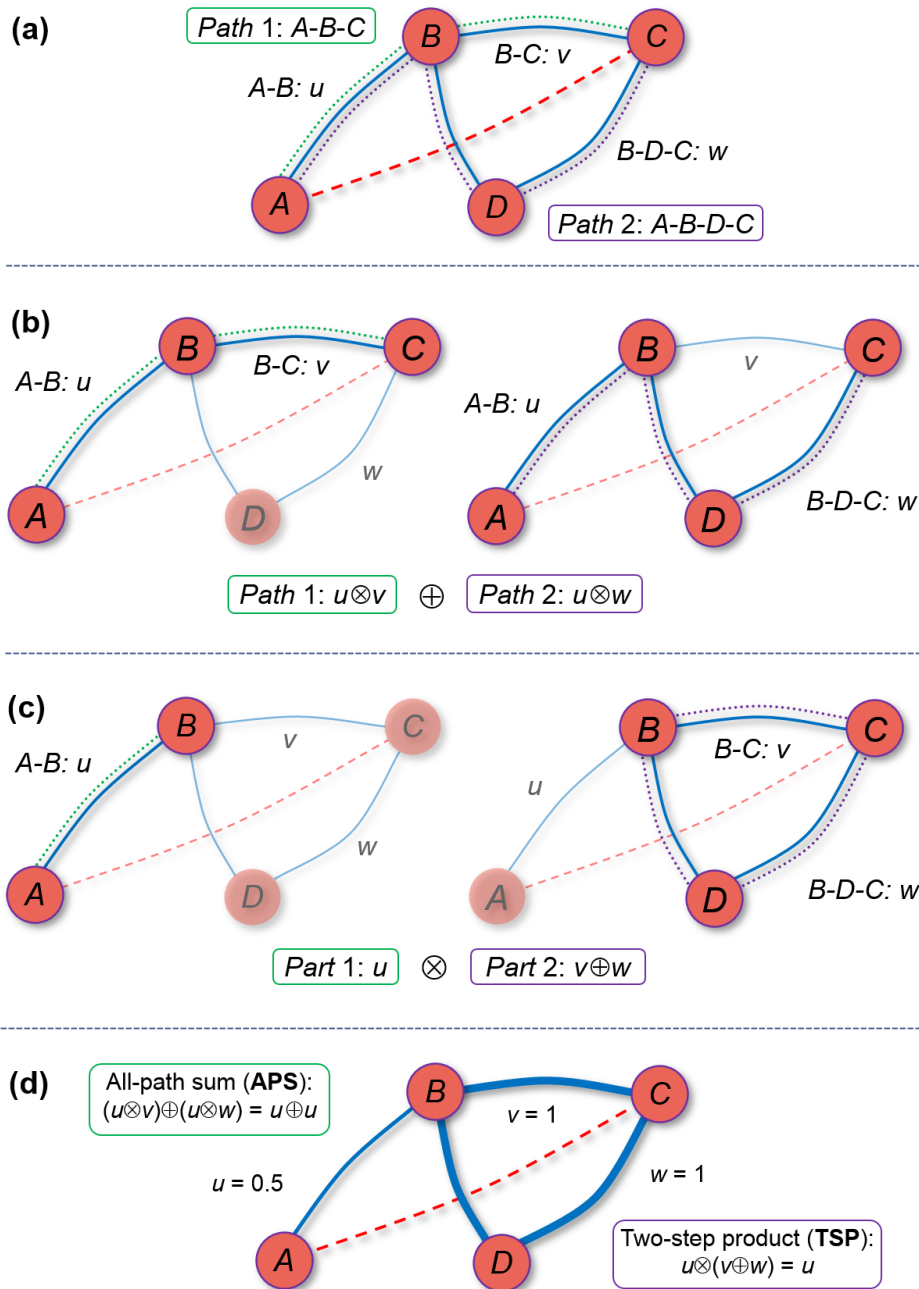 (a)
Path 1: A-B-C
B
C
B-C: v
A-B: u
B-D-C: w
A
D
Path 2: A-B-D-C
(b)
B
C
A-B: u
B-C: v
w
A
D
B
C
v
A-B: u
A
D
B-D-C: w
Path 1: u⊗v ⊕ Path 2: u⊗w
(c)
B
C
v
A-B: u
w
A
D
B
C
B-C: v
u
A
D
B-D-C: w
Part 1: u ⊗ Part 2: v⊕w
(d)
All-path sum (APS):
(u⊗v)⊕(u⊗w) = u⊕u
B
C
v = 1
u = 0.5
w = 1
A
D
Two-step product (TSP):
u⊗(v⊕w) = u